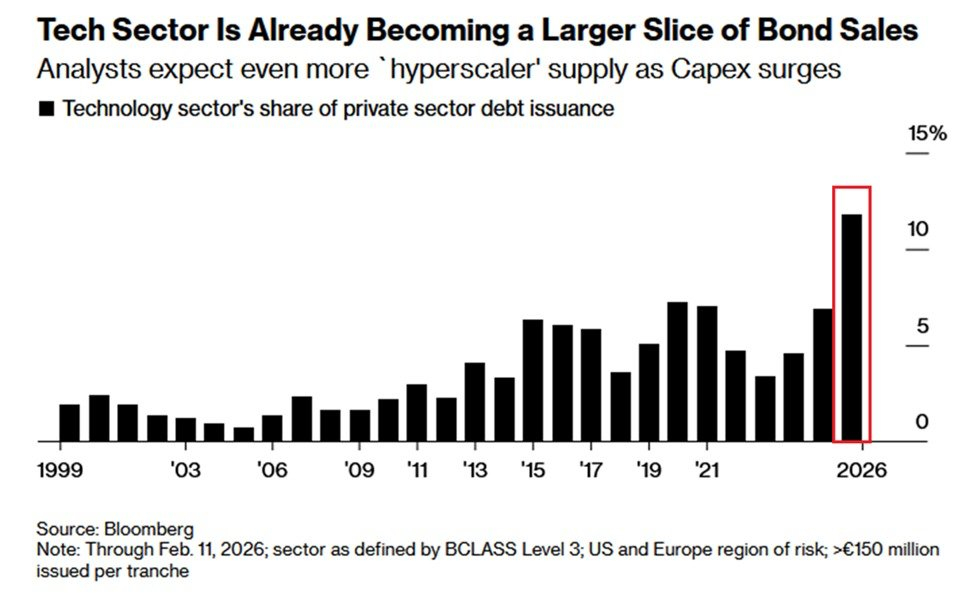 Tech Sector Is Already Becoming a Larger Slice of Bond Sales
Analysts expect even more `hyperscaler' supply as Capex surges
Technology sector's share of private sector debt issuance
15%
10
5
0
1999 '03 '06 '09 '11 '13 '15 '17 '19 '21 2026
Source: Bloomberg
Note: Through Feb. 11, 2026; sector as defined by BCLASS Level 3; US and Europe region of risk; >€150 million
issued per tranche